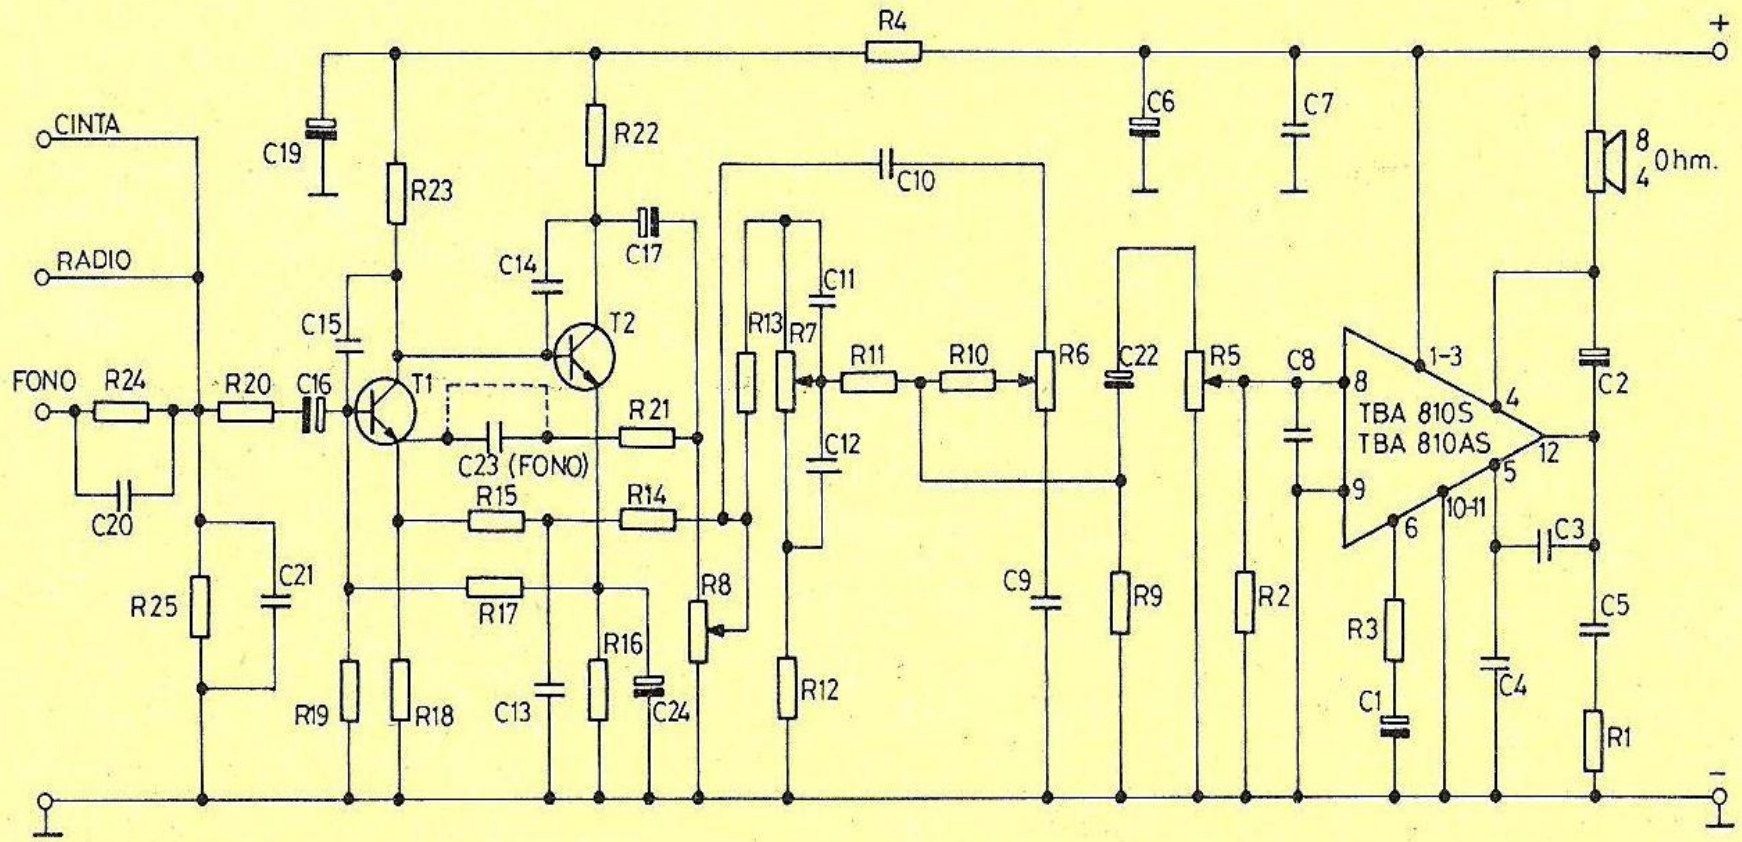 R4
+
CINTA
C19
R22
C6
C7
8
4
Ohm.
R23
C10
RADIO
C14
C17
C11
C15
T2
R13
R7
R11
R10
R6
C22
R5
C8
1-3
C2
FONO
R24
R20
C16
T1
R21
8
TBA 810S
TBA 810AS
4
12
C23 (FONO)
C12
9
5
C20
R15
R14
10-11
6
C3
C21
R25
R17
R8
C9
R9
R2
R3
C5
R16
R19
R18
C13
C24
R12
C1
C4
R1
-